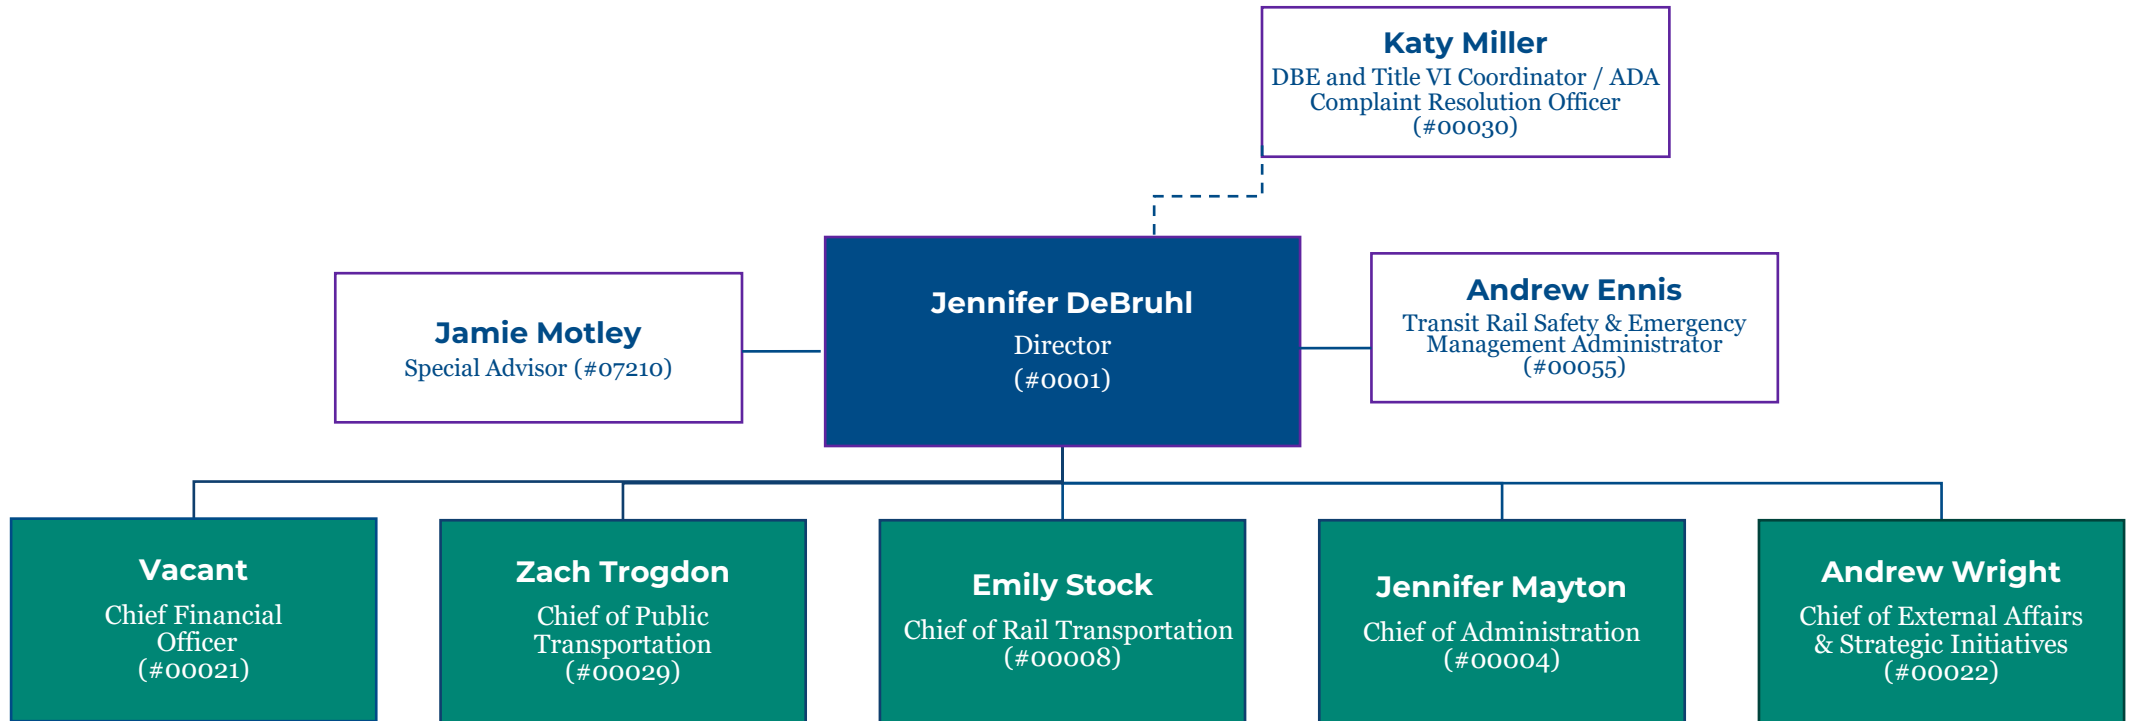 Katy Miller
DBE and Title VI Coordinator / ADA
Complaint Resolution Officer
(#00030)
Jamie Motley
Special Advisor (#07210)
Jennifer DeBruhl
Director
(#0001)
Andrew Ennis
Transit Rail Safety & Emergency
Management Administrator
(#00055)
Vacant
Chief Financial
Officer
(#00021)
Zach Trogdon
Chief of Public
Transportation
(#00029)
Emily Stock
Chief of Rail Transportation
(#00008)
Jennifer Mayton
Chief of Administration
(#00004)
Andrew Wright
Chief of External Affairs
& Strategic Initiatives
(#00022)